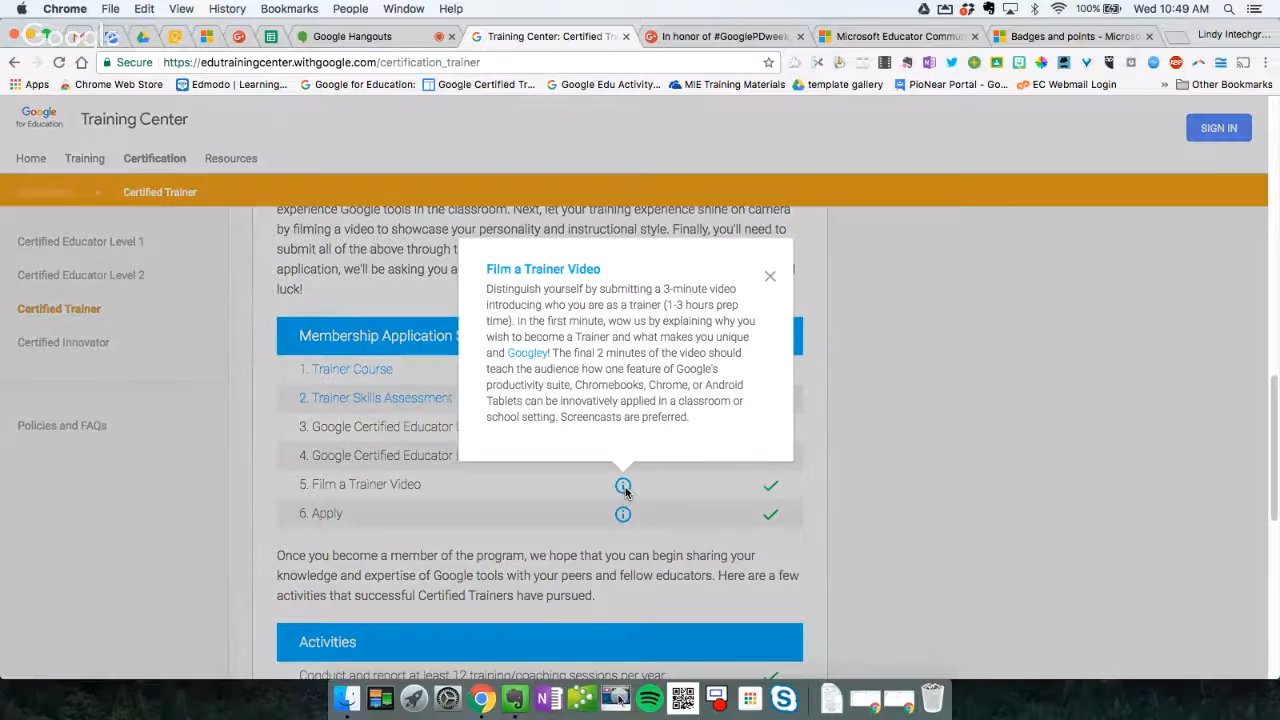 Chrome File Edit View History Bookmarks People Window Help 100% Wed 10:49 AM
Google
Google Hangouts Training Center: Certified Tr In honor of #GooglePDweek, Microsoft Educator Commun Badges and points - Microso Lindy Intechgr...
Secure https://edutrainingcenter.withgoogle.com/certification_trainer
Apps Chrome Web Store Edmodo | Learning... Google for Education: Google Certified Tr... Google Edu Activity... MIE Training Materials template gallery PioNear Portal - Go... EC Webmail Login » Other Bookmarks
Google
for Education
Training Center
SIGN IN
Home Training Certification Resources
Certified Trainer
Certified Educator Level 1
Certified Educator Level 2
Certified Trainer
Certified Innovator
Policies and FAQs
experience Google tools in the classroom. Next, let your training experience shine on camera
by filming a video to showcase your personality and instructional style. Finally, you'll need to
submit all of the above through t
application, we'll be asking you a
luck!
Film a Trainer Video
Distinguish yourself by submitting a 3-minute video
introducing who you are as a trainer (1-3 hours prep
time). In the first minute, wow us by explaining why you
wish to become a Trainer and what makes you unique
and Googley! The final 2 minutes of the video should
teach the audience how one feature of Google's
productivity suite, Chromebooks, Chrome, or Android
Tablets can be innovatively applied in a classroom or
school setting. Screencasts are preferred.
Membership Application
1. Trainer Course
2. Trainer Skills Assessment
3. Google Certified Educator
4. Google Certified Educator
5. Film a Trainer Video
6. Apply
Once you become a member of the program, we hope that you can begin sharing your
knowledge and expertise of Google tools with your peers and fellow educators. Here are a few
activities that successful Certified Trainers have pursued.
Activities
Conduct and report at least 12 training/coaching sessions per year